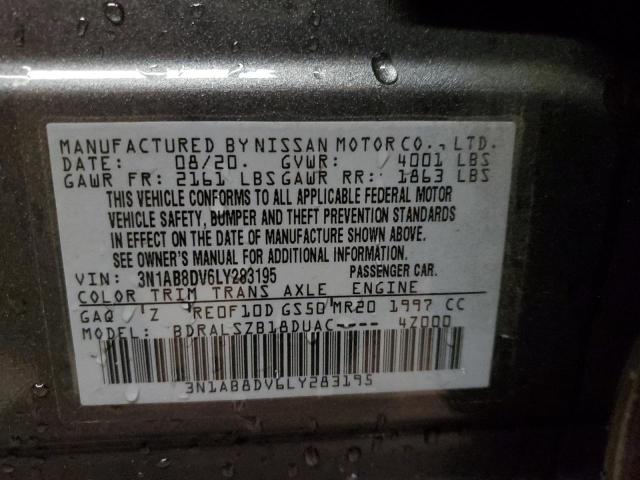 MANUFACTURED BY NISSAN MOTOR CO., LTD.
DATE: 08/20. GVWR: / 4001 LBS
GAWR FR: 2161 LBS GAWR RR: 1863 LBS
THIS VEHICLE CONFORMS TO ALL APPLICABLE FEDERAL MOTOR
VEHICLE SAFETY, BUMPER AND THEFT PREVENTION STANDARDS
IN EFFECT ON THE DATE OF MANUFACTURE SHOWN ABOVE.
SEE OWNER'S MANUAL FOR ADDITIONAL INFORMATION.
VIN: 3N1AB8DV6LY283195 PASSENGER CAR.
COLOR TRIM TRANS AXLE ENGINE
GAQ / Z / RE0F10D GS50 / MR20 1997 CC
MODEL: BDRALSZB18DUAC---- 4Z000
3N1AB8DV6LY283195